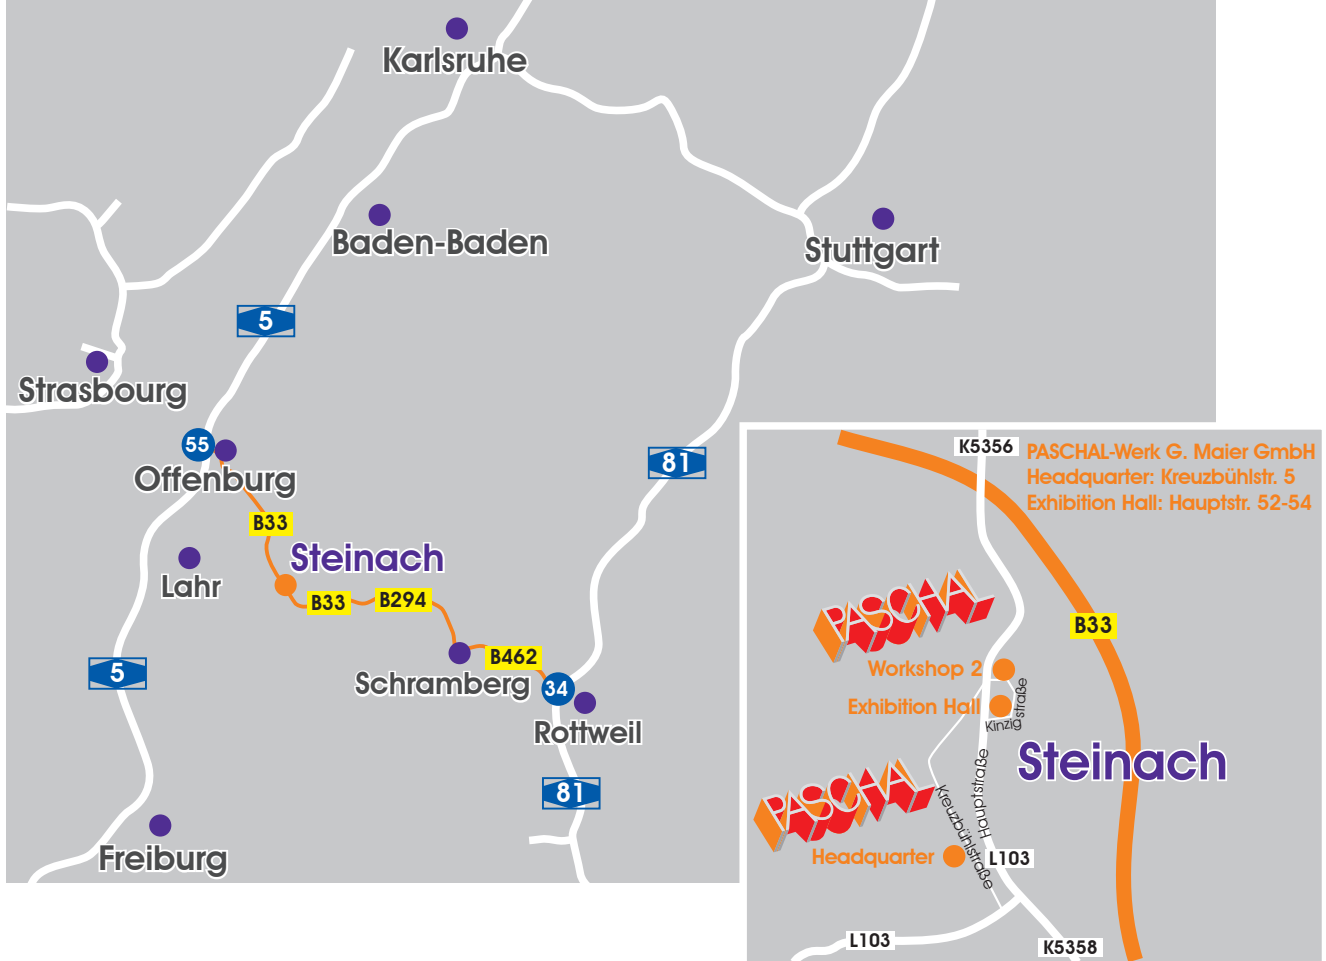 Karlsruhe
Baden-Baden
Stuttgart
5
Strasbourg
55
Offenburg
81
B33
Steinach
Lahr
B33
B294
B462
5
Schramberg
34
Rottweil
81
Freiburg
K5356
PASCHAL-Werk G. Maier GmbH
Headquarter: Kreuzbühlstr. 5
Exhibition Hall: Hauptstr. 52-54
PASCHAL
B33
Workshop 2
Exhibition Hall
Kinzigstraße
Steinach
Hauptstraße
PASCHAL
Kreuzbühlstraße
Headquarter
L103
L103
K5358